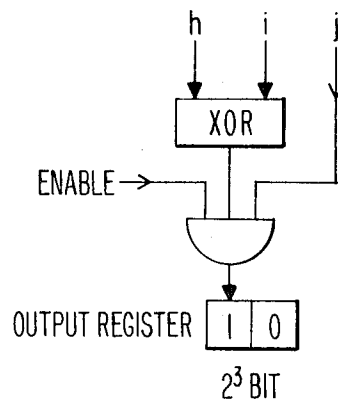 h i j
XOR
ENABLE
OUTPUT REGISTER 1 0
2³ BIT